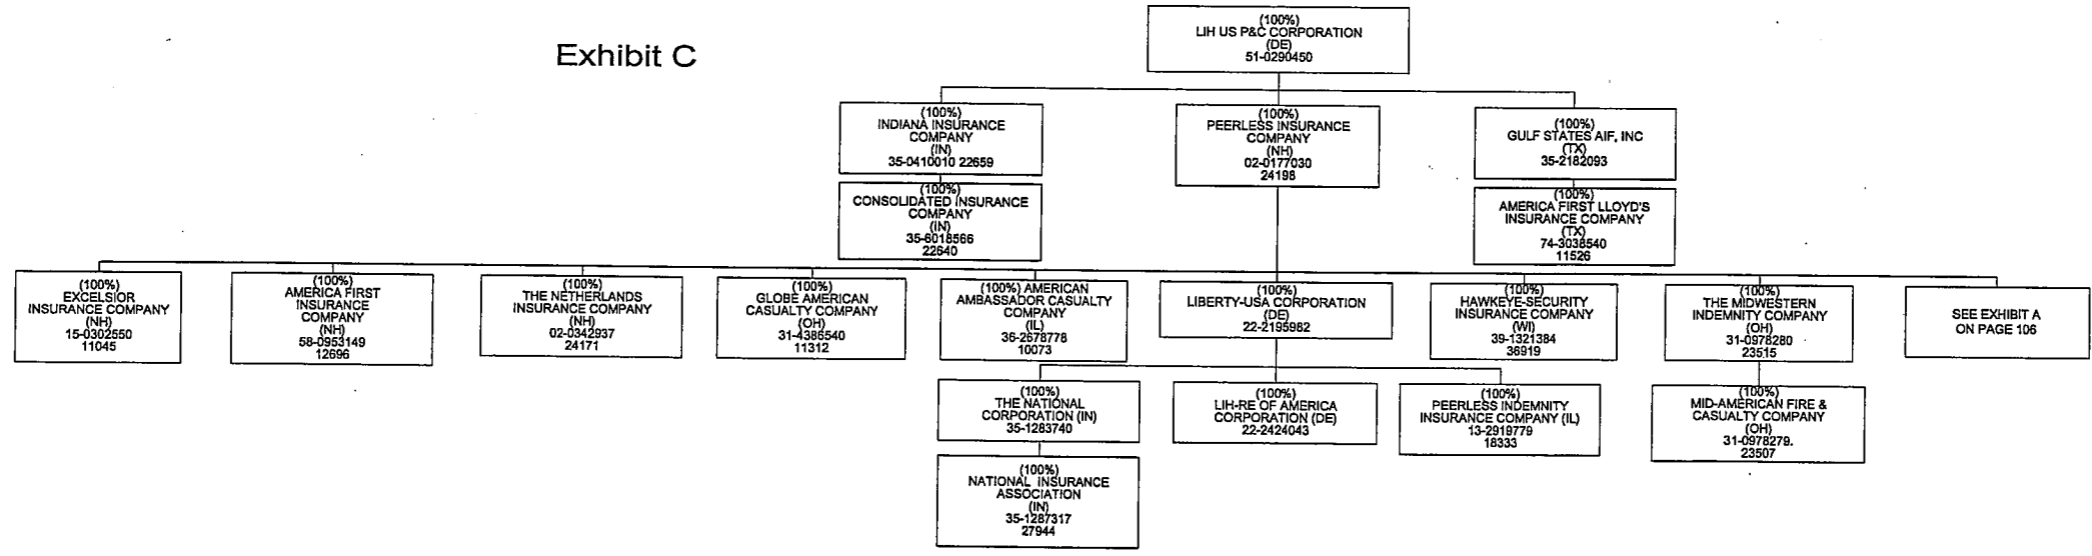 Exhibit C
(100%)
LIH US P&C CORPORATION
(DE)
51-0290450
(100%)
INDIANA INSURANCE
COMPANY
(IN)
35-0410010 22659
(100%)
PEERLESS INSURANCE
COMPANY
(NH)
02-0177030
24198
(100%)
GULF STATES AIF, INC
(TX)
35-2182093
(100%)
CONSOLIDATED INSURANCE
COMPANY
(IN)
35-6018566
22640
(100%)
AMERICA FIRST LLOYD'S
INSURANCE COMPANY
(TX)
74-3038540
11526
(100%)
EXCELSIOR
INSURANCE COMPANY
(NH)
15-0302550
11045
(100%)
AMERICA FIRST
INSURANCE
COMPANY
(NH)
58-0953149
12696
(100%)
THE NETHERLANDS
INSURANCE COMPANY
(NH)
02-0342937
24171
(100%)
GLOBE AMERICAN
CASUALTY COMPANY
(OH)
31-4386540
11312
(100%) AMERICAN
AMBASSADOR CASUALTY
COMPANY
(IL)
36-2678778
10073
(100%)
LIBERTY-USA CORPORATION
(DE)
22-2195982
(100%)
HAWKEYE-SECURITY
INSURANCE COMPANY
(WI)
39-1321384
36919
(100%)
THE MIDWESTERN
INDEMNITY COMPANY
(OH)
31-0978280
23515
SEE EXHIBIT A
ON PAGE 106
(100%)
THE NATIONAL
CORPORATION (IN)
35-1283740
(100%)
LIH-RE OF AMERICA
CORPORATION (DE)
22-2424043
(100%)
PEERLESS INDEMNITY
INSURANCE COMPANY (IL)
13-2919779
18333
(100%)
MID-AMERICAN FIRE &
CASUALTY COMPANY
(OH)
31-0978279.
23507
(100%)
NATIONAL INSURANCE
ASSOCIATION
(IN)
35-1287317
27944